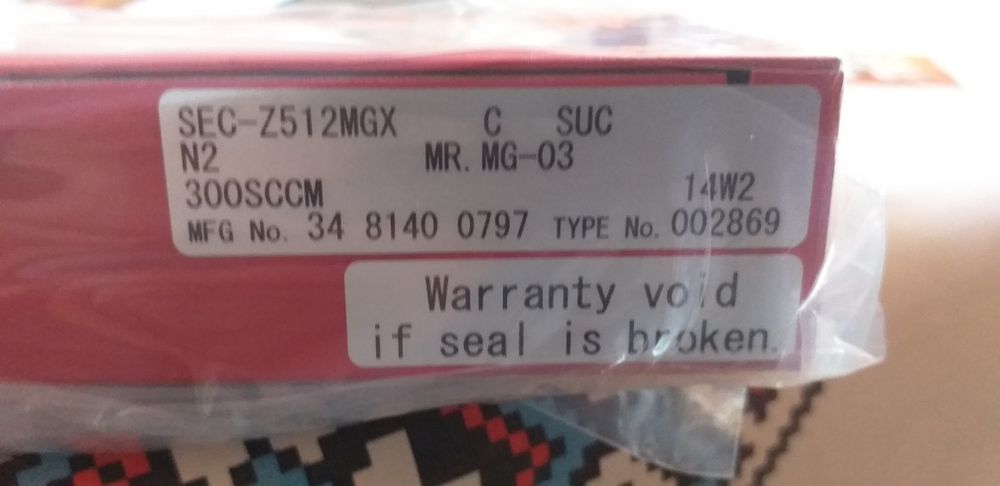 SEC-Z512MGX C SUC
N2 MR. MG-03
300SCCM 14W2
MFG No. 34 8140 0797 TYPE No. 002869
Warranty void
if seal is broken.